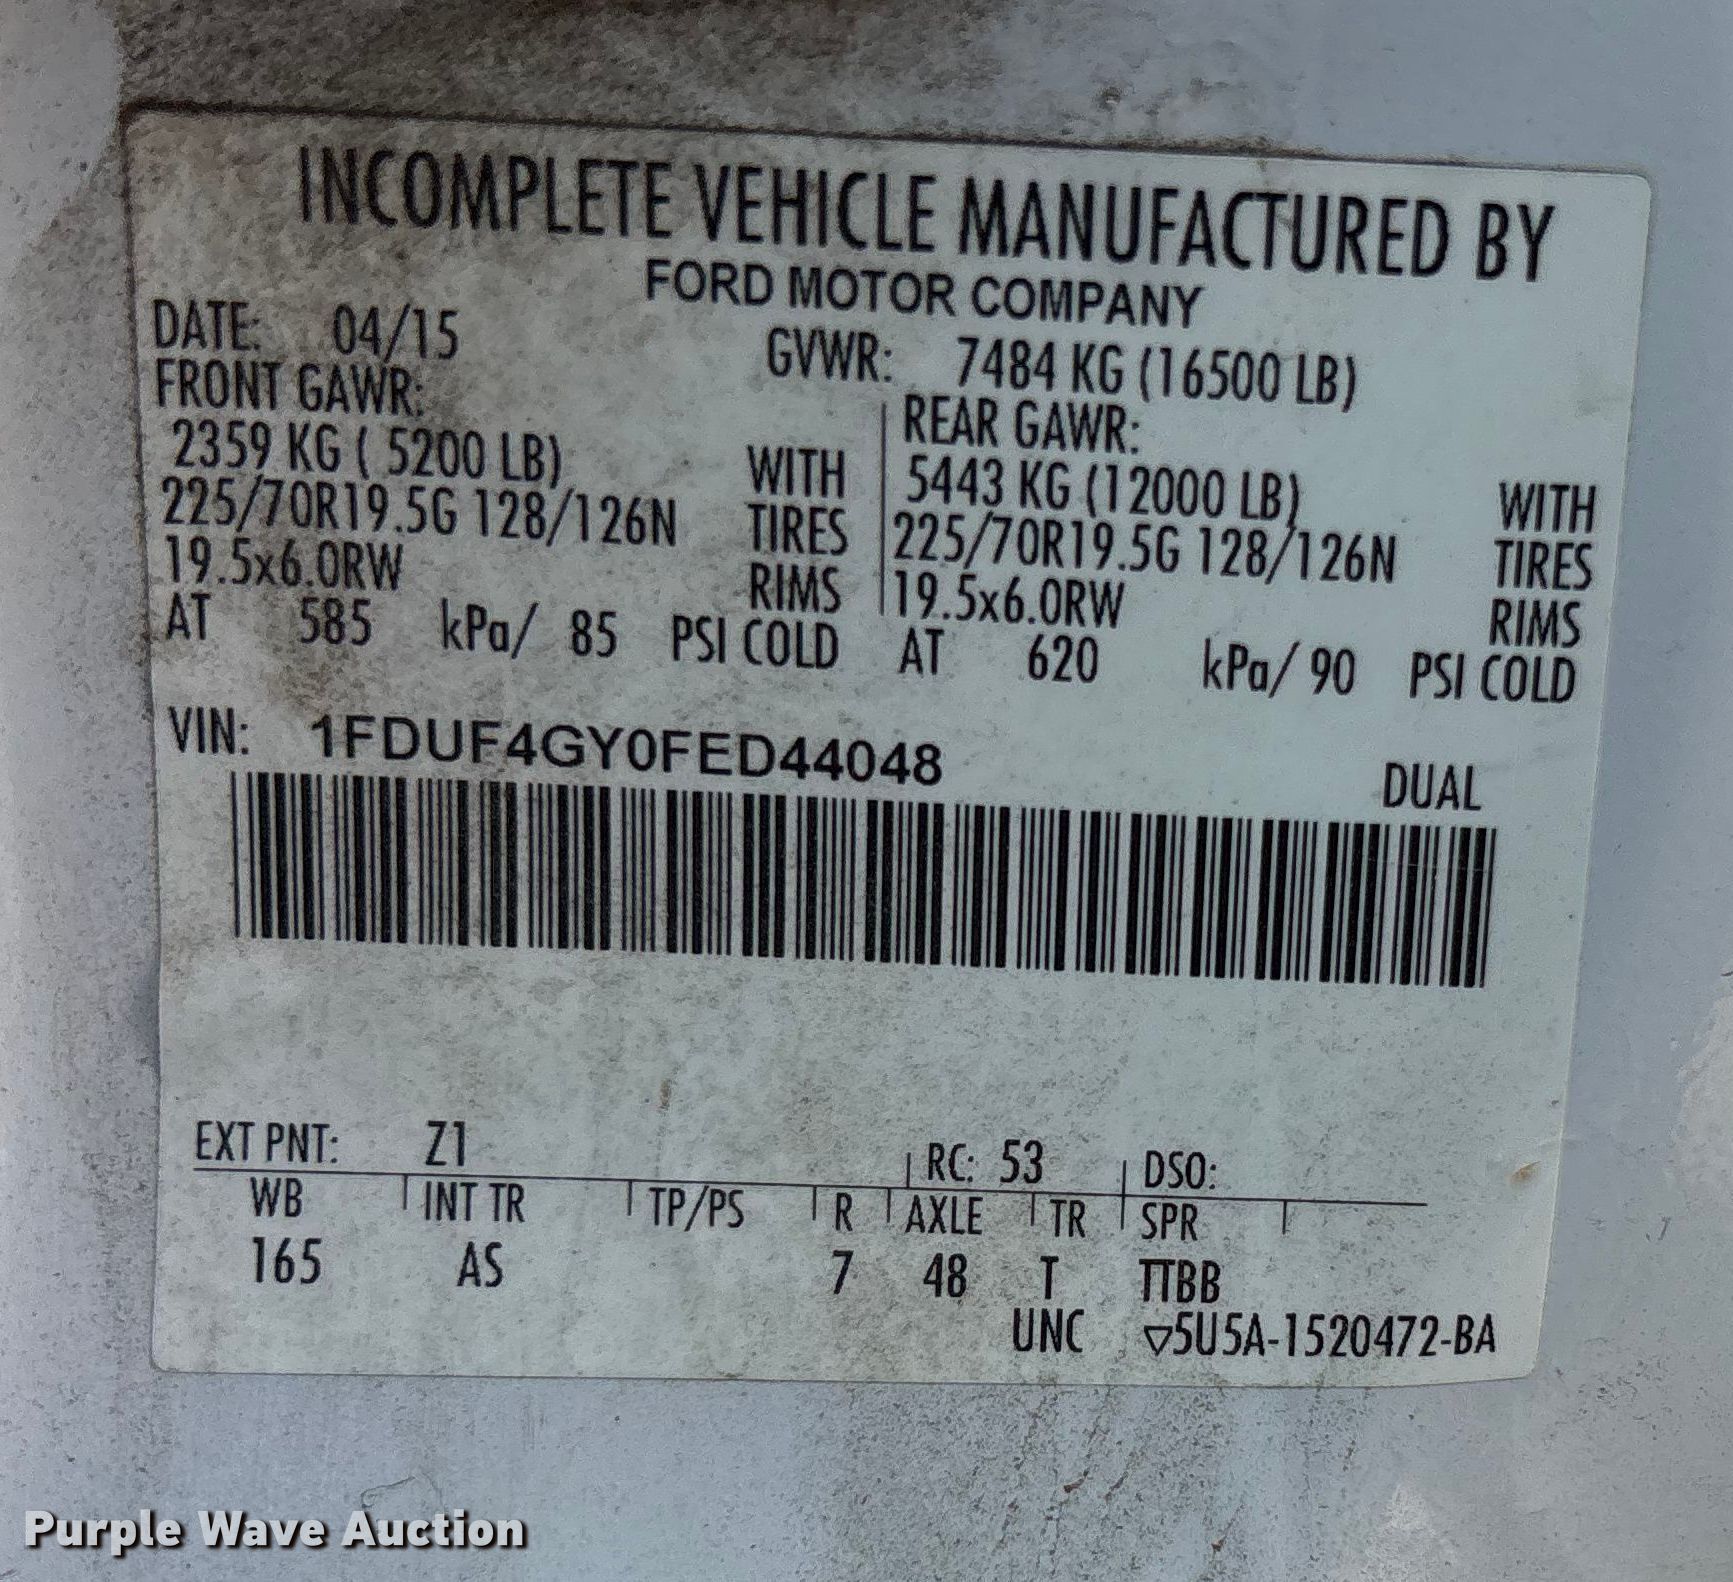 INCOMPLETE VEHICLE MANUFACTURED BY
FORD MOTOR COMPANY
DATE: 04/15 GVWR: 7484 KG (16500 LB)
FRONT GAWR: REAR GAWR:
2359 KG ( 5200 LB) WITH 5443 KG (12000 LB) WITH
225/70R19.5G 128/126N TIRES 225/70R19.5G 128/126N TIRES
19.5x6.0RW RIMS 19.5x6.0RW RIMS
AT 585 kPa/ 85 PSI COLD AT 620 kPa/ 90 PSI COLD
VIN: 1FDUF4GY0FED44048
DUAL
EXT PNT: Z1 RC: 53 DSO:
WB INT TR TP/PS R AXLE TR SPR
165 AS 7 48 T TTBB
UNC ▽5U5A-1520472-BA
Purple Wave Auction